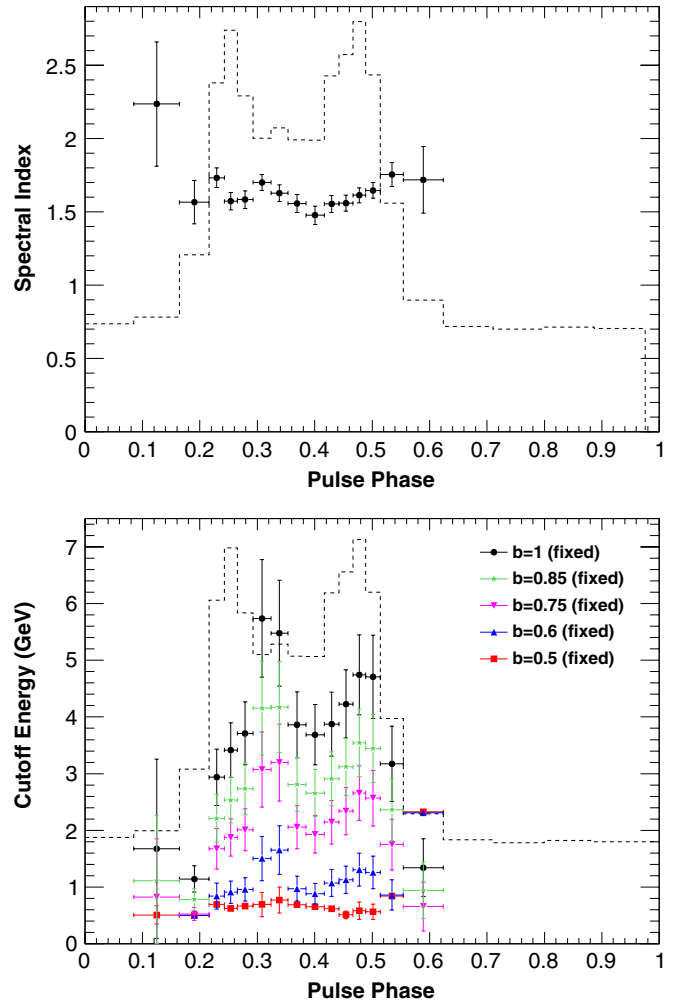 Spectral Index
2.5
2
1.5
1
0.5
0
0 0.1 0.2 0.3 0.4 0.5 0.6 0.7 0.8 0.9 1
Pulse Phase
Cutoff Energy (GeV)
7
6
5
4
3
2
1
0
b=1 (fixed)
b=0.85 (fixed)
b=0.75 (fixed)
b=0.6 (fixed)
b=0.5 (fixed)
0 0.1 0.2 0.3 0.4 0.5 0.6 0.7 0.8 0.9 1
Pulse Phase